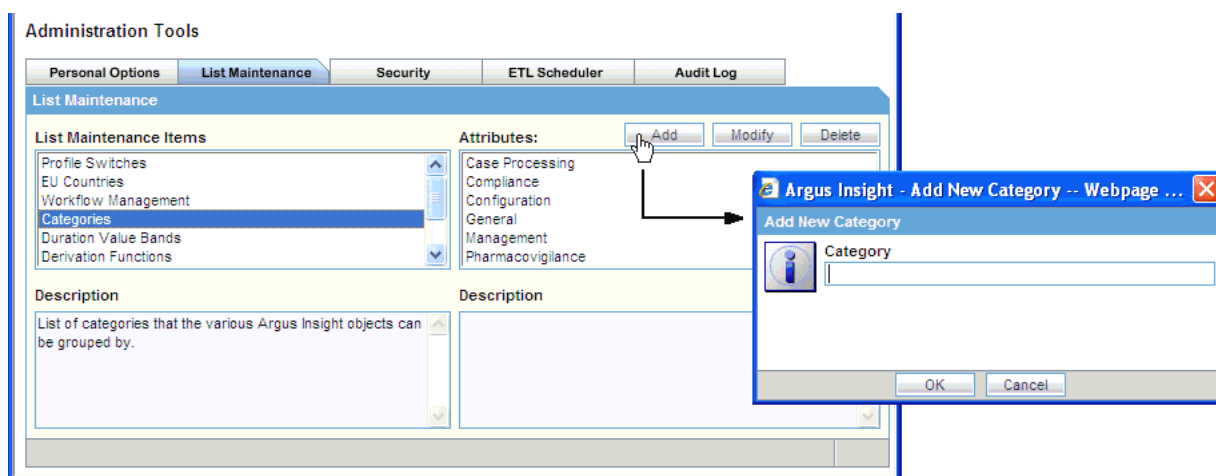 Administration Tools
Personal Options
List Maintenance
Security
ETL Scheduler
Audit Log
List Maintenance
List Maintenance Items
Profile Switches
EU Countries
Workflow Management
Categories
Duration Value Bands
Derivation Functions
Attributes:
Add
Modify
Delete
Case Processing
Compliance
Configuration
General
Management
Pharmacovigilance
Description
List of categories that the various Argus Insight objects can
be grouped by.
Description
Argus Insight - Add New Category -- Webpage ...
Add New Category
Category
OK
Cancel